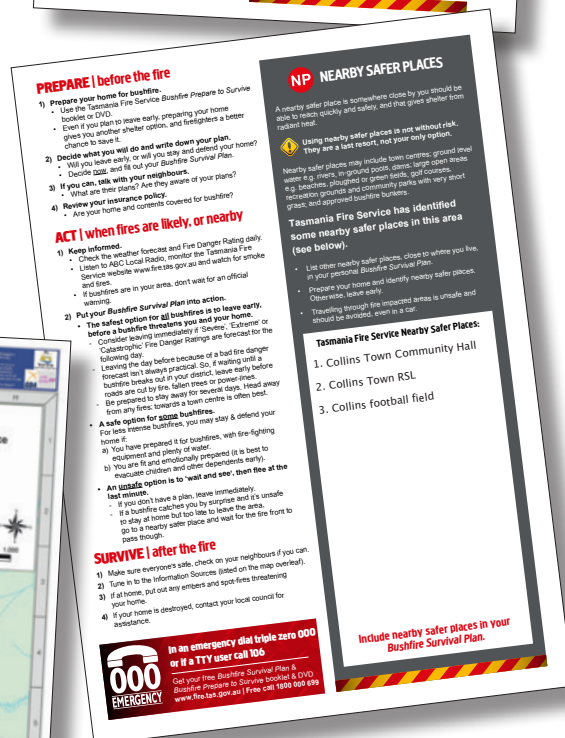 PREPARE | before the fire
1) Prepare your home for bushfire.
• Use the Tasmania Fire Service Bushfire Prepare to Survive
booklet or DVD.
• Even if you plan to leave early, preparing your home
gives you another shelter option, and firefighters a better
chance to save it.
2) Decide what you will do and write down your plan.
• Will you leave early, or will you stay and defend your home?
• Decide now, and fill out your Bushfire Survival Plan.
3) If you can, talk with your neighbours.
• What are their plans? Are they aware of your plans?
4) Review your insurance policy.
• Are your home and contents covered for bushfire?
ACT | when fires are likely, or nearby
1) Keep informed.
• Check the weather forecast and Fire Danger Rating daily.
• Listen to ABC Local Radio, monitor the Tasmania Fire
Service website www.fire.tas.gov.au and watch for smoke
and fires.
• If bushfires are in your area, don't wait for an official
warning.
2) Put your Bushfire Survival Plan into action.
• The safest option for all bushfires is to leave early,
before a bushfire threatens you and your home.
- Consider leaving immediately if 'Severe', 'Extreme' or
'Catastrophic' Fire Danger Ratings are forecast for the
following day.
- Leaving the day before because of a bad fire danger
forecast isn't always practical. So, if waiting until a
bushfire breaks out in your district, leave early before
roads are cut by fire, fallen trees or power-lines.
- Be prepared to stay away for several days. Head away
from any fires: towards a town centre is often best.
• A safe option for some bushfires.
For less intense bushfires, you may stay & defend your
home if:
a) You have prepared it for bushfires, with fire-fighting
equipment and plenty of water.
b) You are fit and emotionally prepared (it is best to
evacuate children and other dependents early).
• An unsafe option is to 'wait and see', then flee at the
last minute.
- If you don't have a plan, leave immediately.
- If a bushfire catches you by surprise and it's unsafe
to stay at home but too late to leave the area,
go to a nearby safer place and wait for the fire front to
pass though.
SURVIVE | after the fire
1) Make sure everyone's safe, check on your neighbours if you can.
2) Tune in to the Information Sources (listed on the map overleaf).
3) If at home, put out any embers and spot-fires threatening
your home.
4) If your home is destroyed, contact your local council for
assistance.
000
EMERGENCY
In an emergency dial triple zero 000
or if a TTY user call 106
Get your free Bushfire Survival Plan &
Bushfire Prepare to Survive booklet & DVD
www.fire.tas.gov.au | Free call 1800 000 699
NP NEARBY SAFER PLACES
A nearby safer place is somewhere close by you should be
able to reach quickly and safely, and that gives shelter from
radiant heat.
Using nearby safer places is not without risk.
They are a last resort, not your only option.
Nearby safer places may include town centres; ground level
water e.g. rivers, in-ground pools, dams; large open areas
e.g. beaches, ploughed or green fields, golf courses,
recreation grounds and community parks with very short
grass; and approved bushfire bunkers.
Tasmania Fire Service has identified
some nearby safer places in this area
(see below).
• List other nearby safer places, close to where you live,
in your personal Bushfire Survival Plan.
• Prepare your home and identify nearby safer places.
Otherwise, leave early.
• Travelling through fire impacted areas is unsafe and
should be avoided, even in a car.
Tasmania Fire Service Nearby Safer Places:
1. Collins Town Community Hall
2. Collins Town RSL
3. Collins football field
Include nearby safer places in your
Bushfire Survival Plan.